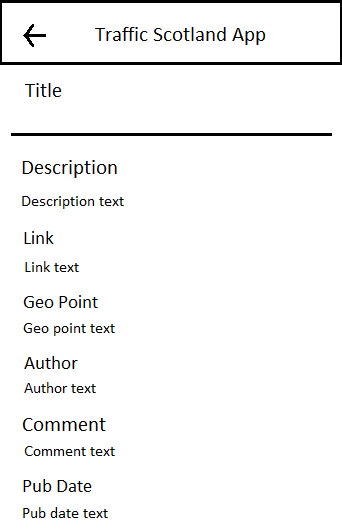 Traffic Scotland App
Title
Description
Description text
Link
Link text
Geo Point
Geo point text
Author
Author text
Comment
Comment text
Pub Date
Pub date text